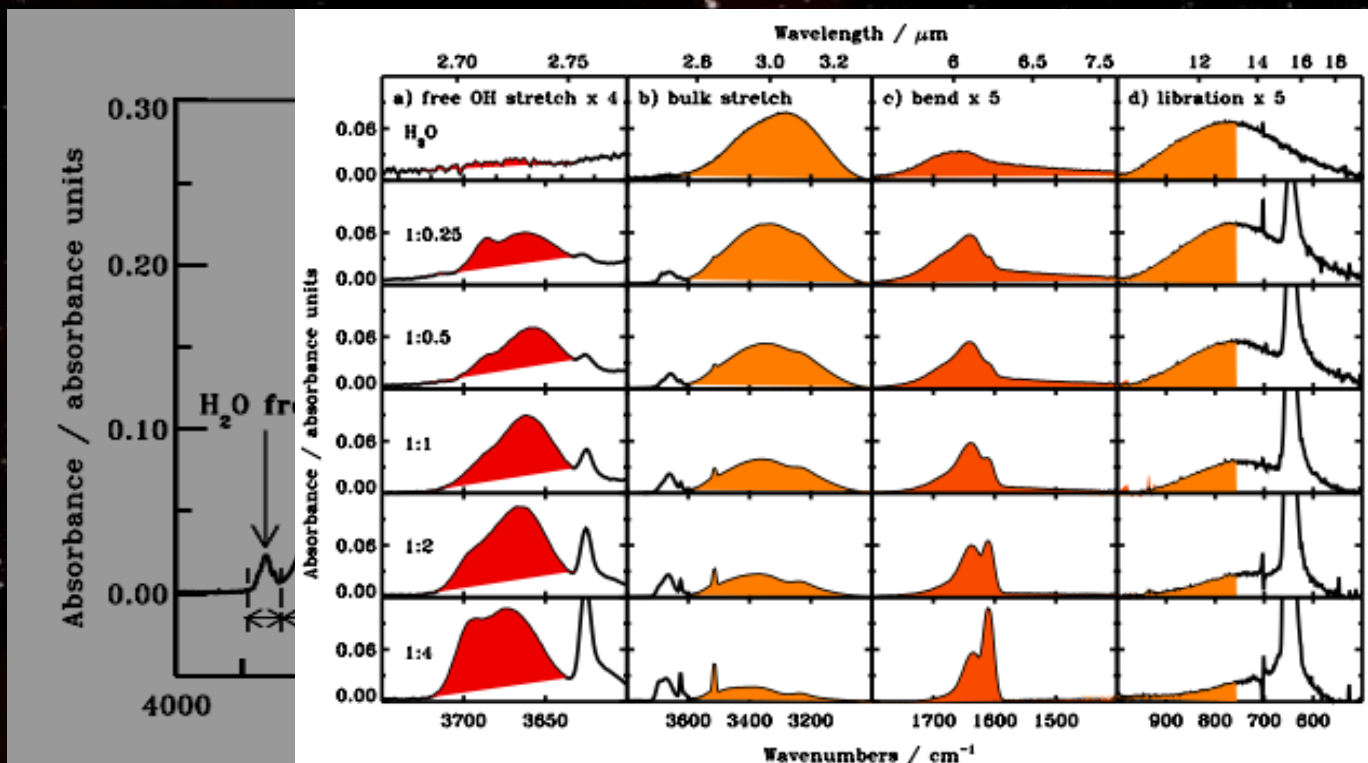 Wavelength / μm
2.70 2.75 2.8 3.0 3.2 6 6.5 7.5 12 14 16 18
a) free OH stretch x 4 b) bulk stretch c) bend x 5 d) libration x 5
H₂O
0.06
0.00
1:0.25
0.06
0.00
1:0.5
0.06
0.00
1:1
0.06
0.00
1:2
0.06
0.00
1:4
0.06
0.00
3700 3650 3600 3400 3200 1700 1600 1500 900 800 700 600
Wavenumbers / cm⁻¹
Absorbance / absorbance units
0.30
0.20
0.10
0.00
H₂O fre
4000
Absorbance / absorbance units